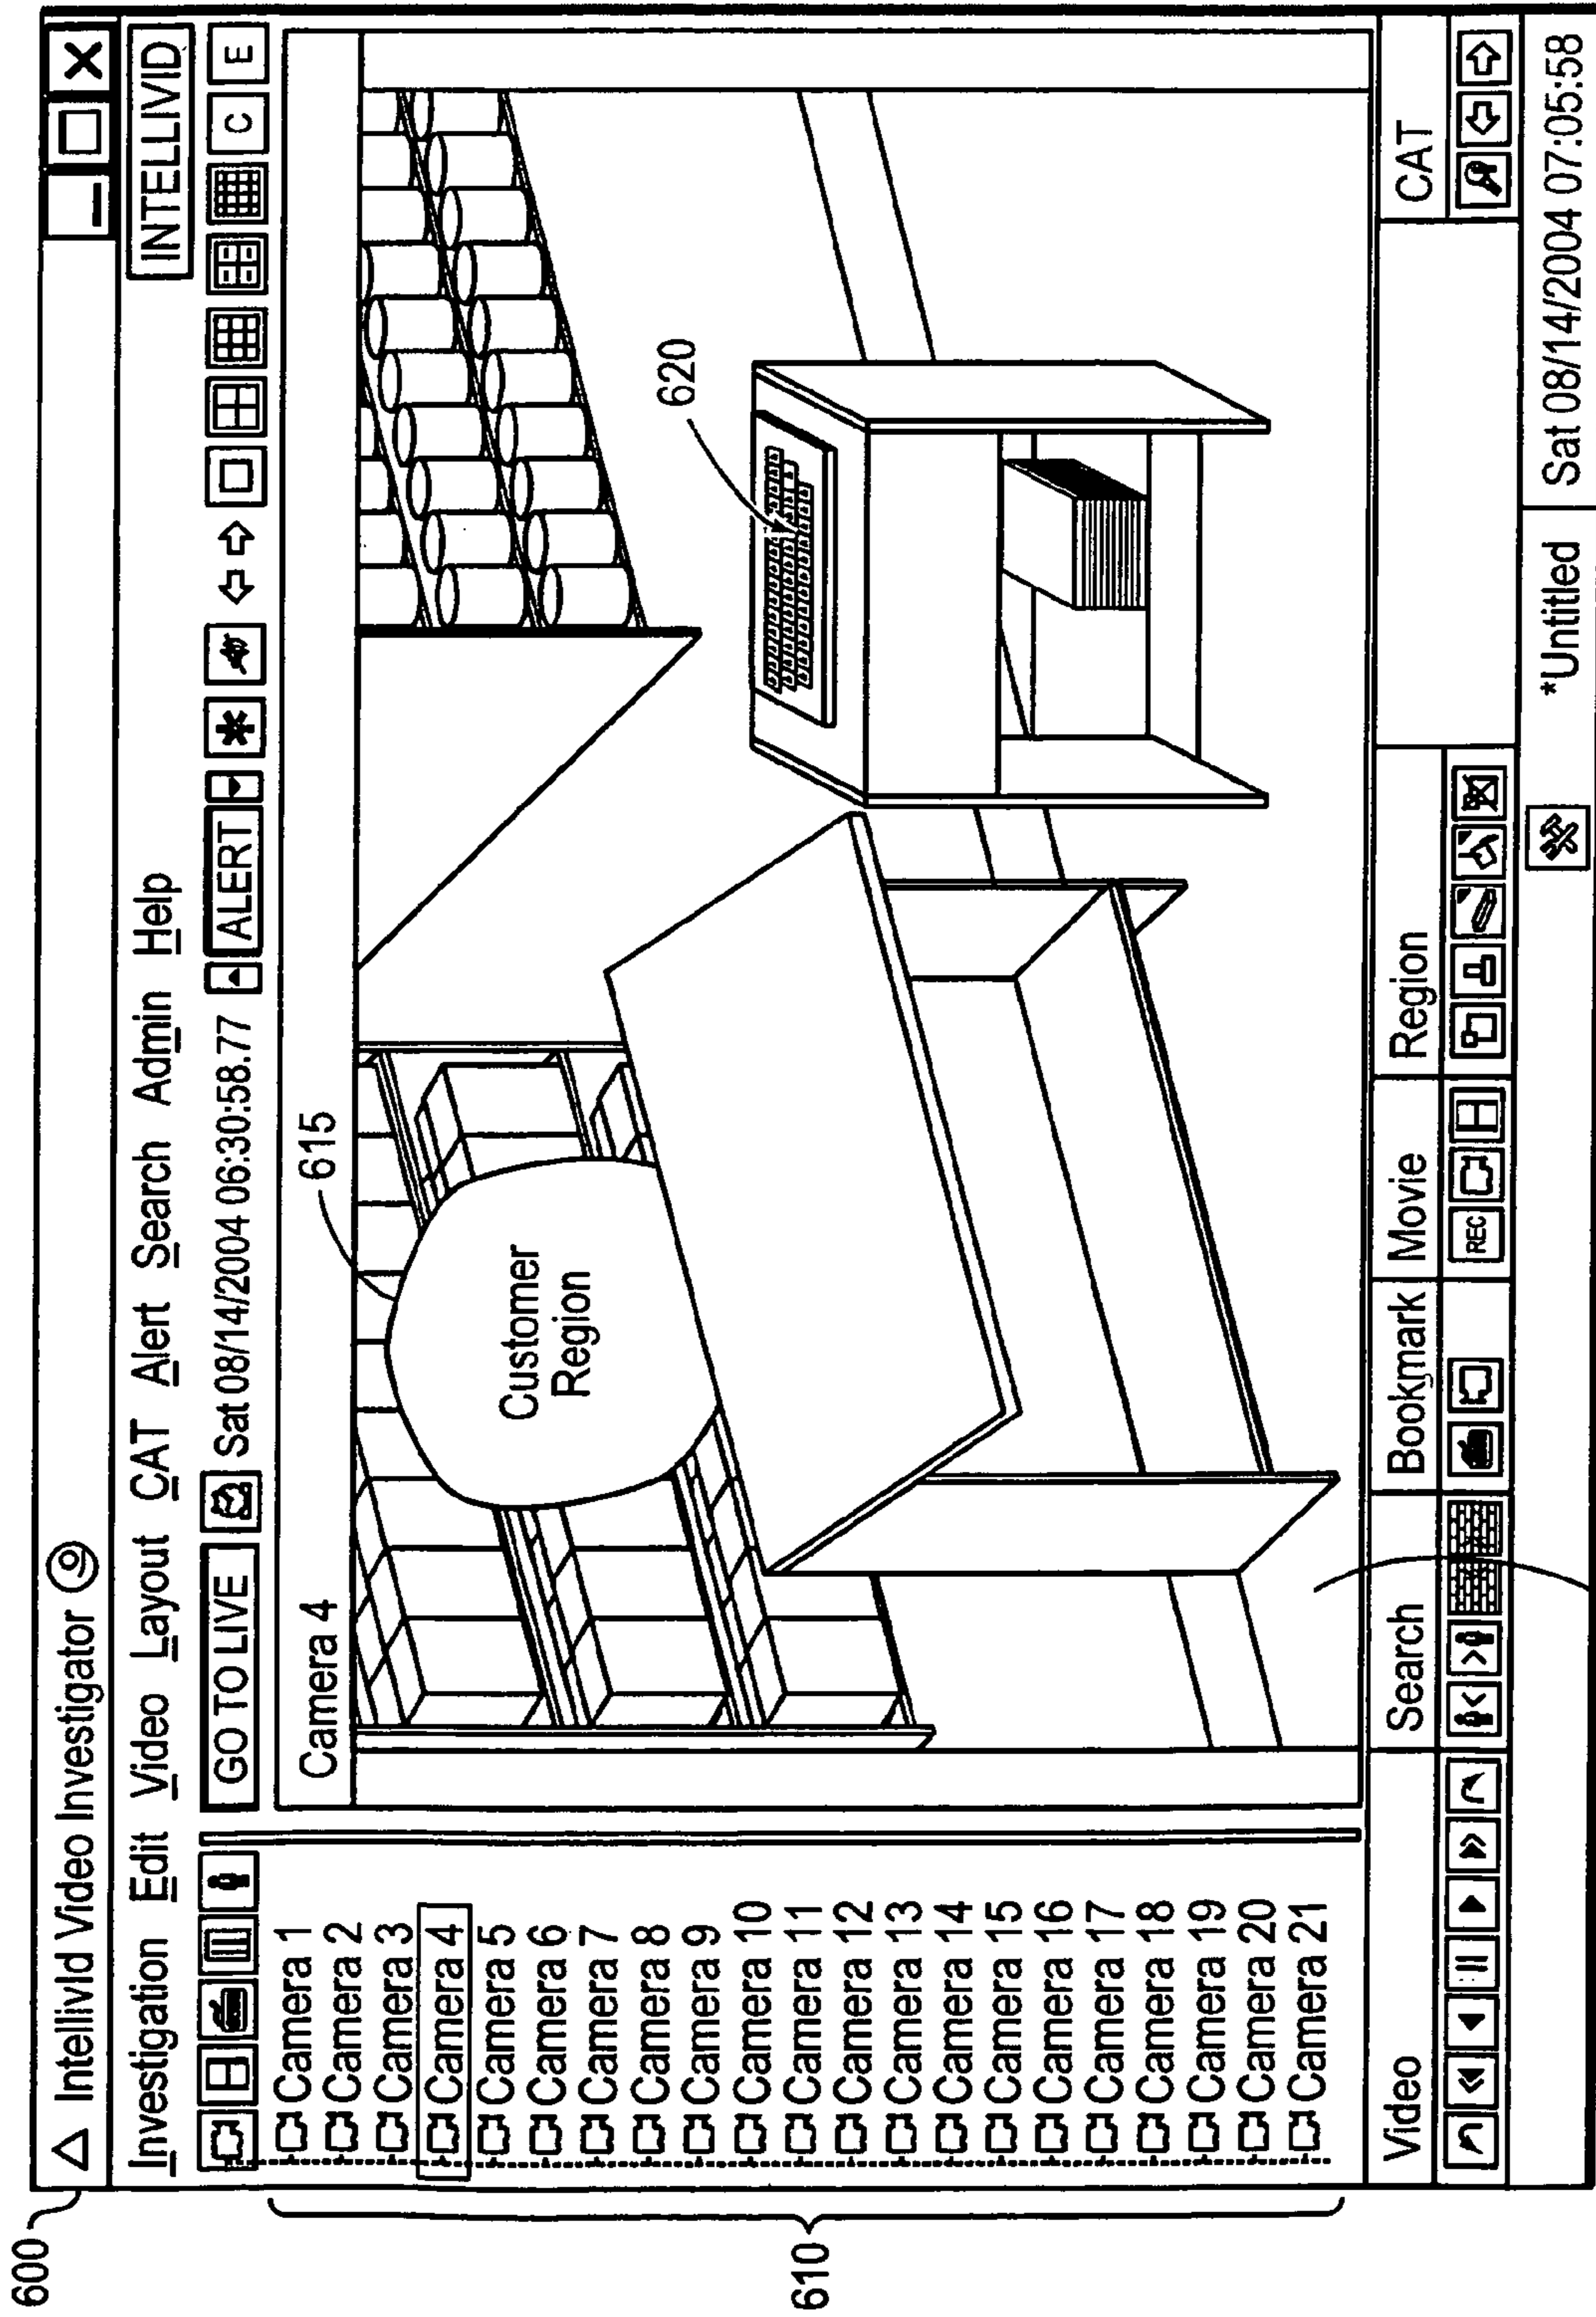 600
IntelliVid Video Investigator
INTELLIVID
Investigation Edit Video Layout CAT Alert Search Admin Help
GO TO LIVE Sat 08/14/2004 06:30:58.77 ALERT C E
610
Camera 1
Camera 2
Camera 3
Camera 4
Camera 5
Camera 6
Camera 7
Camera 8
Camera 9
Camera 10
Camera 11
Camera 12
Camera 13
Camera 14
Camera 15
Camera 16
Camera 17
Camera 18
Camera 19
Camera 20
Camera 21
Camera 4
615
Customer
Region
620
Video Search Bookmark Movie Region CAT
REC
*Untitled Sat 08/14/2004 07:05:58